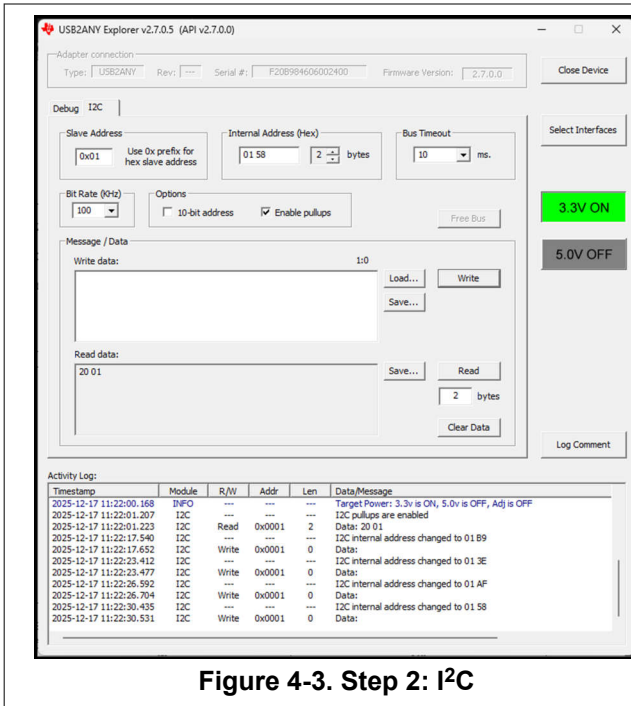 USB2ANY Explorer v2.7.0.5 (API v2.7.0.0)
Adapter connection
Type: USB2ANY Rev: --- Serial #: F20B984606002400 Firmware Version: 2.7.0.0
Close Device
Debug I2C
Slave Address
0x01 Use 0x prefix for
hex slave address
Internal Address (Hex)
01 58 2 bytes
Bus Timeout
10 ms.
Select Interfaces
Bit Rate (KHz)
100
Options
10-bit address Enable pullups
Free Bus
3.3V ON
5.0V OFF
Message / Data
Write data: 1:0
Load... Write
Save...
Read data:
20 01
Save... Read
2 bytes
Clear Data
Log Comment
Activity Log:
Timestamp Module R/W Addr Len Data/Message
2025-12-17 11:22:00.168 INFO --- --- --- Target Power: 3.3v is ON, 5.0v is OFF, Adj is OFF
2025-12-17 11:22:01.207 I2C --- --- --- I2C pullups are enabled
2025-12-17 11:22:01.223 I2C Read 0x0001 2 Data: 20 01
2025-12-17 11:22:17.540 I2C --- --- --- I2C internal address changed to 01 B9
2025-12-17 11:22:17.652 I2C Write 0x0001 0 Data:
2025-12-17 11:22:23.412 I2C --- --- --- I2C internal address changed to 01 3E
2025-12-17 11:22:23.477 I2C Write 0x0001 0 Data:
2025-12-17 11:22:26.592 I2C --- --- --- I2C internal address changed to 01 AF
2025-12-17 11:22:26.704 I2C Write 0x0001 0 Data:
2025-12-17 11:22:30.435 I2C --- --- --- I2C internal address changed to 01 58
2025-12-17 11:22:30.531 I2C Write 0x0001 0 Data:
Figure 4-3. Step 2: I²C